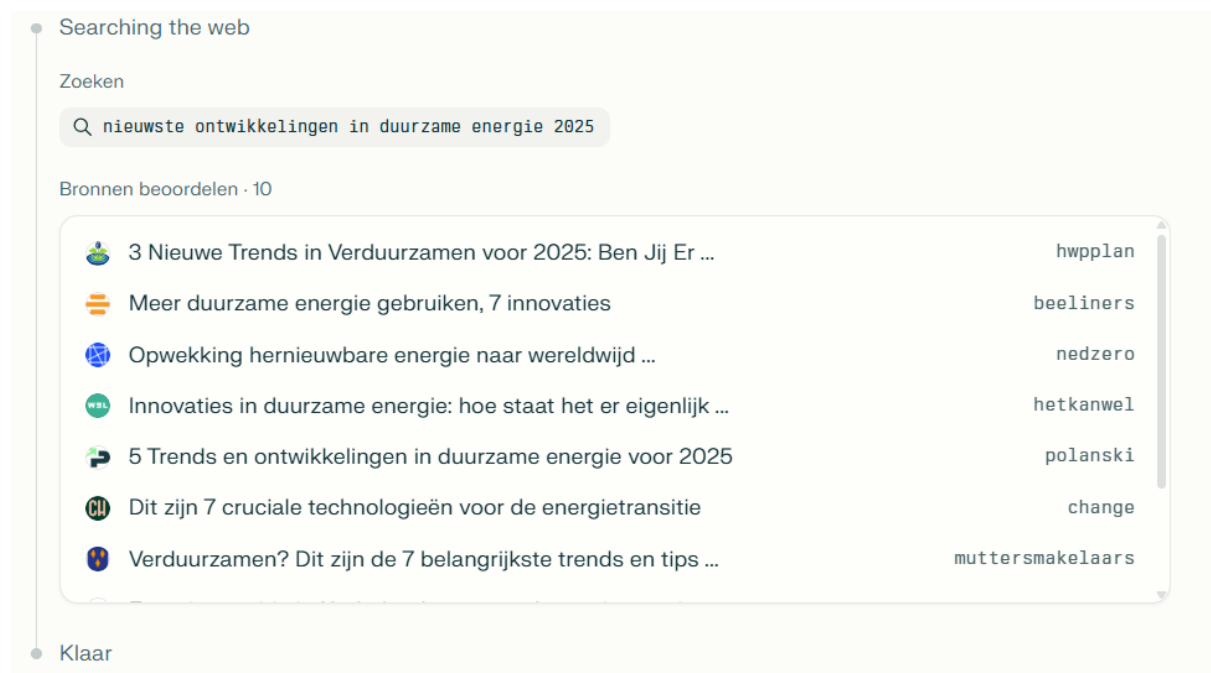 Searching the web
Zoeken
nieuwste ontwikkelingen in duurzame energie 2025
Bronnen beoordelen · 10
3 Nieuwe Trends in Verduurzamen voor 2025: Ben Jij Er ... hwpplan
Meer duurzame energie gebruiken, 7 innovaties beeliners
Opwekking hernieuwbare energie naar wereldwijd ... nedzero
WSL Innovaties in duurzame energie: hoe staat het er eigenlijk ... hetkanwel
5 Trends en ontwikkelingen in duurzame energie voor 2025 polanski
CH Dit zijn 7 cruciale technologieën voor de energietransitie change
Verduurzamen? Dit zijn de 7 belangrijkste trends en tips ... muttersmakelaars
Klaar